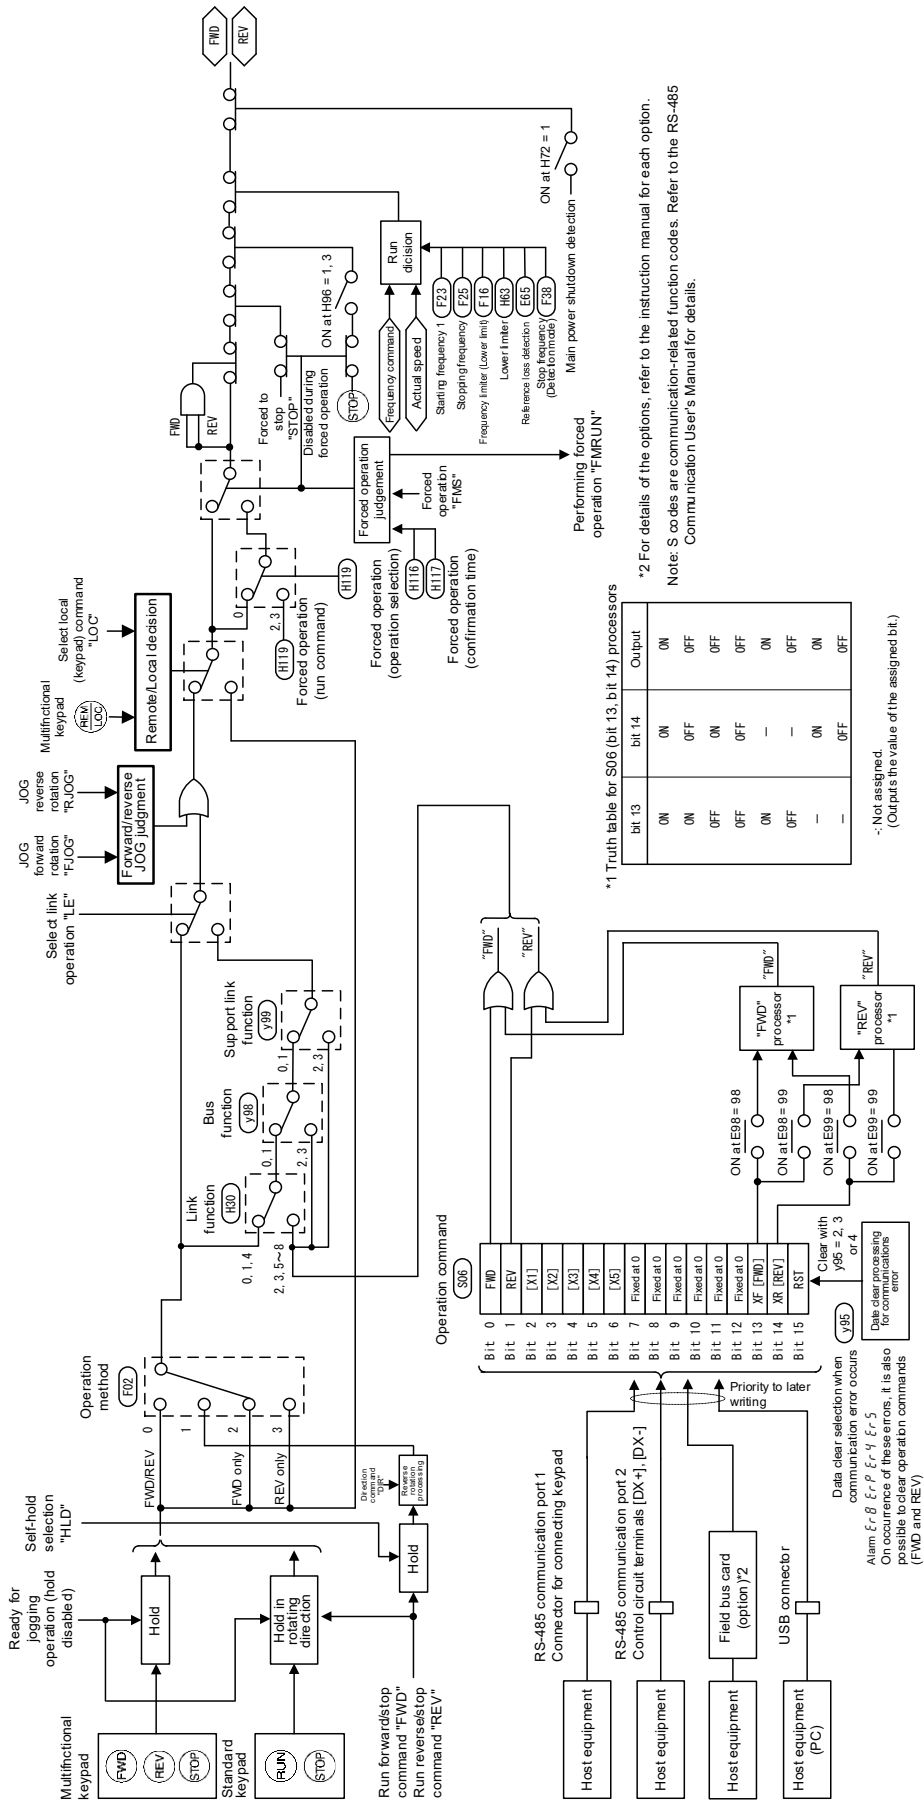 Multifinctional
keypad
FWD
REV
STOP
Standard
keypad
RUN
STOP
Ready for
jogging
operation (hold
disabled)
Self-hold
selection
"HLD"
Hold
Hold in
rotating
direction
Run forward/stop
command "FWD"
Run reverse/stop
command "REV"
Hold
Direction
command
"DIR"
Reverse
rotation
processing
Operation
method
F02
0
1
2
3
FWD/REV
FWD only
REV only
Link
function
H30
0, 1, 4
2, 3, 5~8
Bus
function
y98
0, 1
2, 3
Support link
function
y99
0, 1
2, 3
Select link
operation "LE"
JOG
forward
rotation
"FJOG"
JOG
reverse
rotation
"RJOG"
Forward/reverse
JOG judgment
Multifnctional
keypad
REM
LOC
Select local
(keypad) command
"LOC"
Remote/Local decision
0
2, 3
H119
Forced operation
(run command)
H119
Forced operation
(operation selection)
H116
H117
Forced operation
(confirmation time)
Forced operation
judgement
Forced
operation
"FMS"
Performing forced
operation "FMRUN"
FWD
REV
Forced to
stop
"STOP"
Disabled during
forced operation
STOP
ON at H96 = 1, 3
Frequency command
Actual speed
Run
dicision
Starting frequency 1
F23
Stopping frequency
F25
Frequency limiter (Lower limit)
F16
Lower limiter
H63
Reference loss detection
E65
Stop frequency
(Detection mode)
F38
ON at H72 = 1
Main power shutdown detection
FWD
REV
Host equipment
RS-485 communication port 1
Connector for connecting keypad
Host equipment
RS-485 communication port 2
Control circuit terminals [DX+], [DX-]
Host equipment
Field bus card
(option)*2
Host equipment
(PC)
USB connector
Priority to later
writing
Operation command
S06
Bit 0 FWD
Bit 1 REV
Bit 2 [X1]
Bit 3 [X2]
Bit 4 [X3]
Bit 5 [X4]
Bit 6 [X5]
Bit 7 Fixed at 0
Bit 8 Fixed at 0
Bit 9 Fixed at 0
Bit 10 Fixed at 0
Bit 11 Fixed at 0
Bit 12 Fixed at 0
Bit 13 XF [FWD]
Bit 14 XR [REV]
Bit 15 RST
Clear with
y95 = 2, 3
or 4
Data clear selection when
communication error occurs
y95
Date clear processing
for communications
error
Alarm Er8 ErP Er4 Er5
On occurrence of these errors, it is also
possible to clear operation commands
(FWD and REV)
ON at E98 = 98
ON at E98 = 99
ON at E99 = 98
ON at E99 = 99
"FWD"
processor
*1
"REV"
processor
*1
"FWD"
"REV"
"FWD"
"REV"
*1 Truth table for S06 (bit 13, bit 14) processors
bit 13 bit 14 Output
ON ON ON
ON OFF OFF
OFF ON OFF
OFF OFF OFF
ON – ON
OFF – OFF
– ON ON
– OFF OFF
-: Not assigned.
(Outputs the value of the assigned bit.)
*2 For details of the options, refer to the instruction manual for each option.
Note: S codes are communication-related function codes. Refer to the RS-485
Communication User's Manual for details.